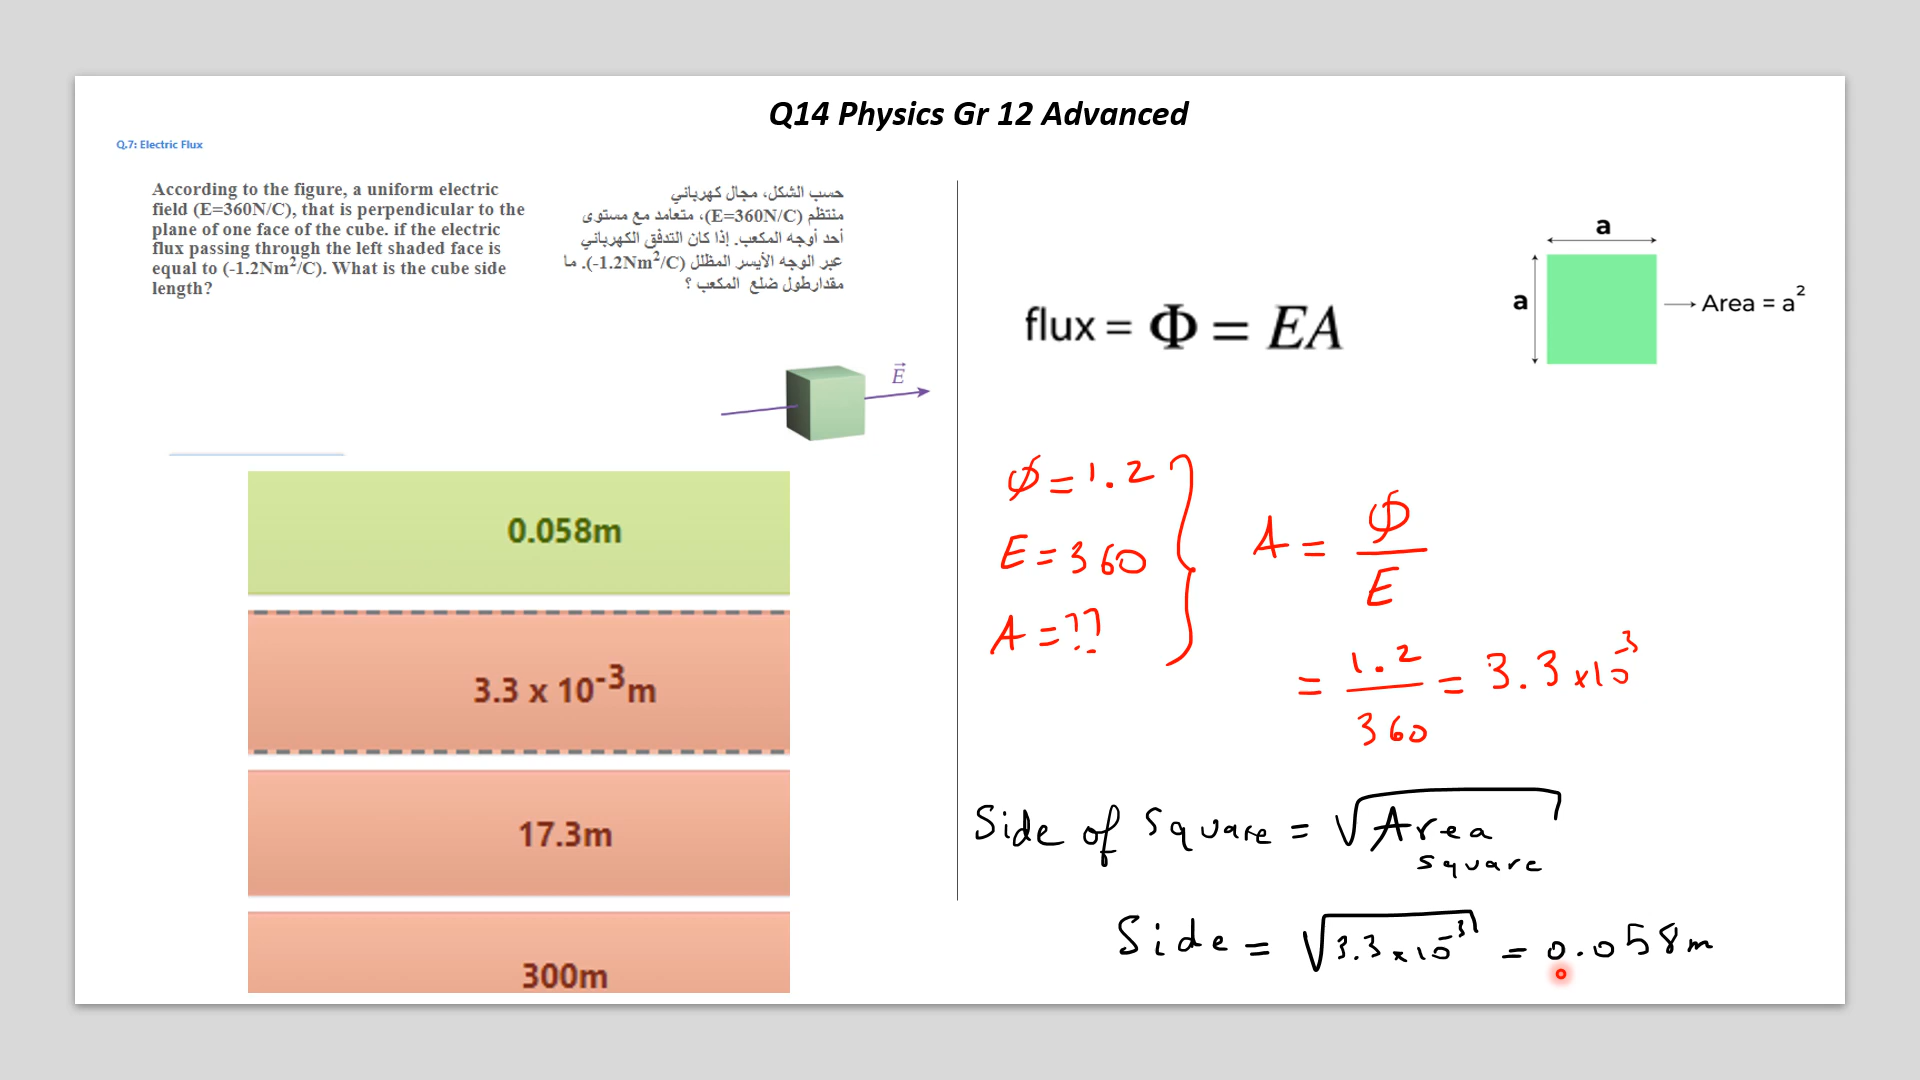 Q14 Physics Gr 12 Advanced
Q.7: Electric Flux
According to the figure, a uniform electric
field (E=360N/C), that is perpendicular to the
plane of one face of the cube. if the electric
flux passing through the left shaded face is
equal to (-1.2Nm²/C). What is the cube side
length?
حسب الشكل، مجال كهربائي
منتظم (E=360N/C)، متعامد مع مستوى
أحد أوجه المكعب. إذا كان التدفق الكهربائي
عبر الوجه الأيسر المظلل (-1.2Nm²/C). ما
مقدارطول ضلع المكعب ؟
E⃗
0.058m
3.3 x 10⁻³m
17.3m
300m
flux = Φ = EA
a
a
Area = a²
Φ = 1.2
E = 360
A = ??
A = Φ / E
= 1.2 / 360 = 3.3 x 10⁻³
Side of square = √Area square
Side = √3.3 x 10⁻³ = 0.058 m